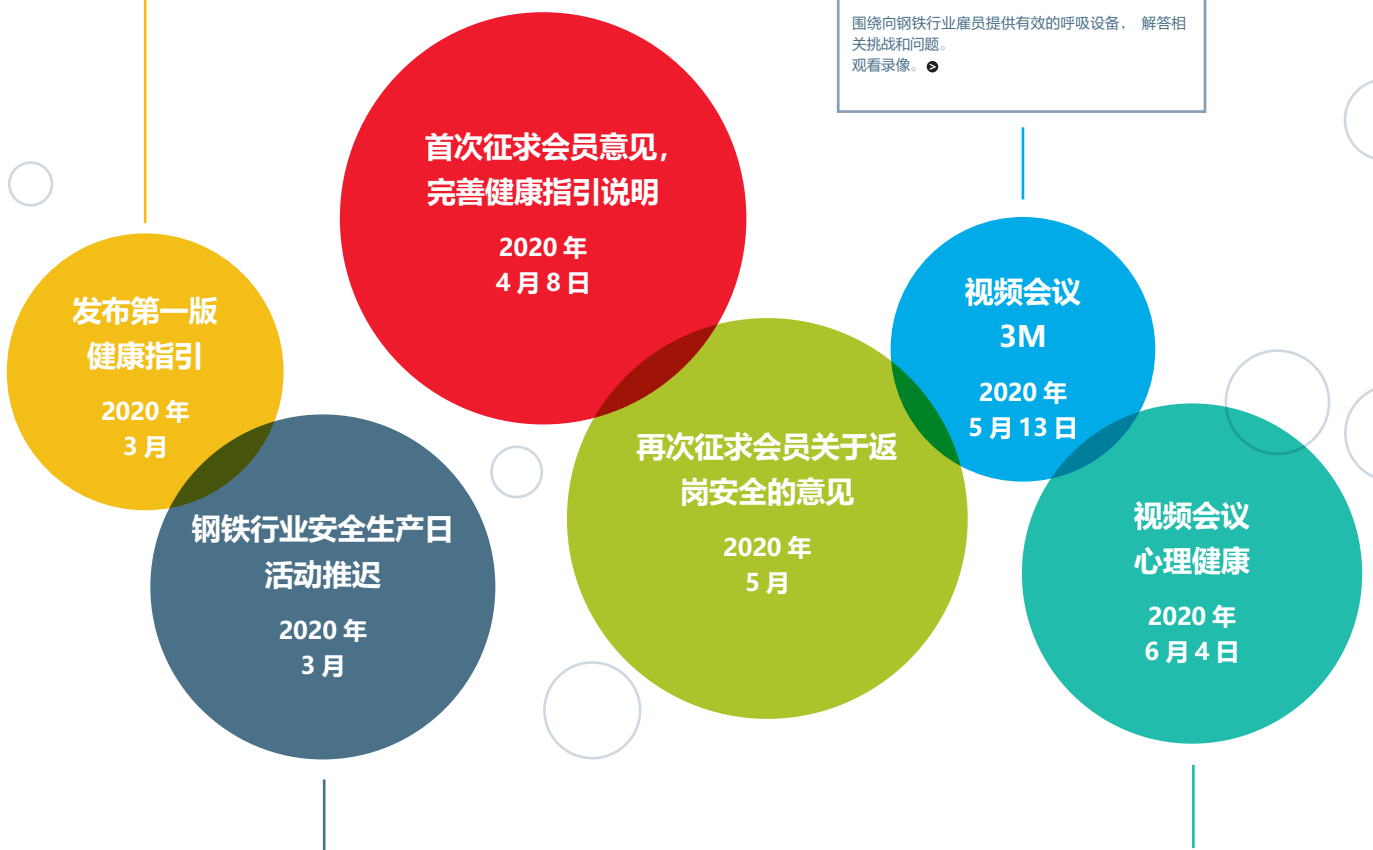 围绕向钢铁行业雇员提供有效的呼吸设备， 解答相
关挑战和问题。
观看录像。
首次征求会员意见，
完善健康指引说明
2020 年
4 月 8 日
发布第一版
健康指引
2020 年
3 月
视频会议
3M
2020 年
5 月 13 日
再次征求会员关于返
岗安全的意见
2020 年
5 月
钢铁行业安全生产日
活动推迟
2020 年
3 月
视频会议
心理健康
2020 年
6 月 4 日